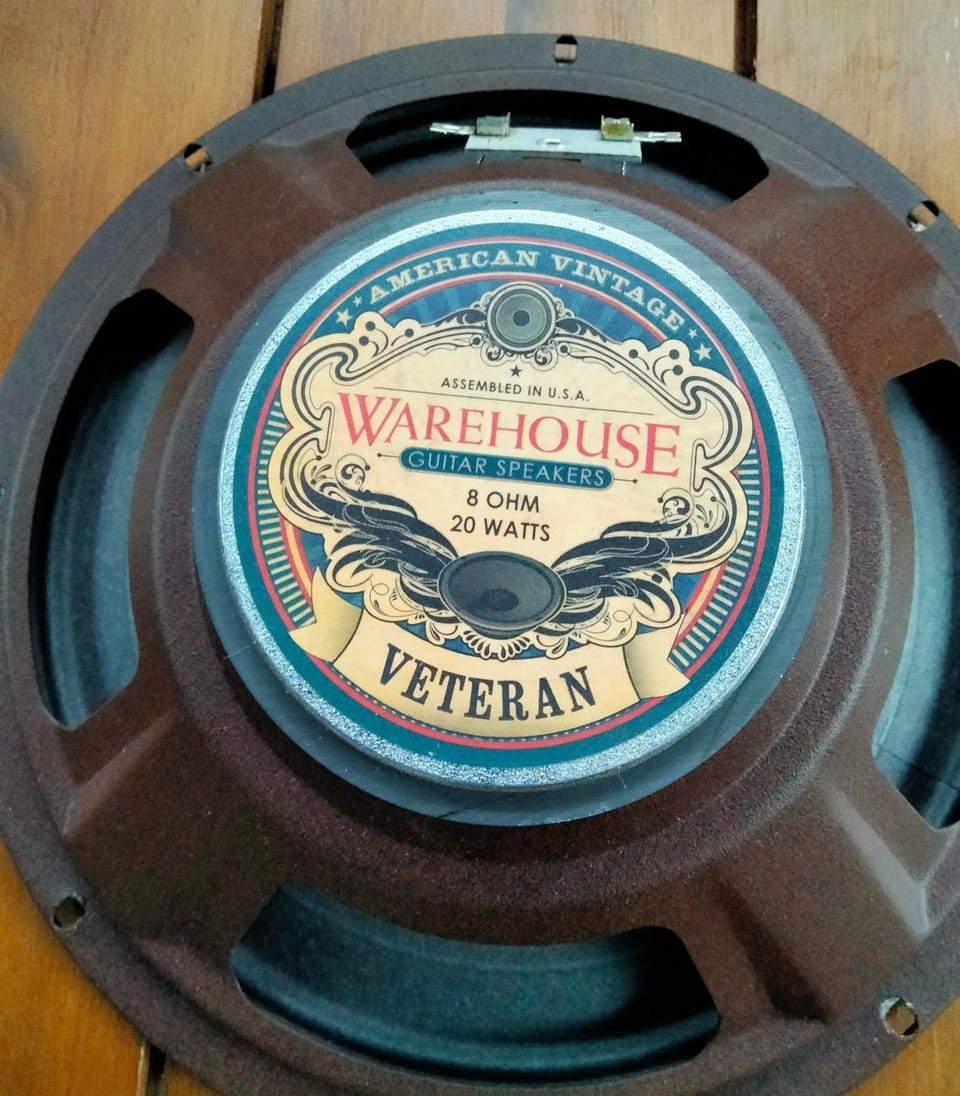 AMERICAN VINTAGE
ASSEMBLED IN U.S.A.
WAREHOUSE
GUITAR SPEAKERS
8 OHM
20 WATTS
VETERAN